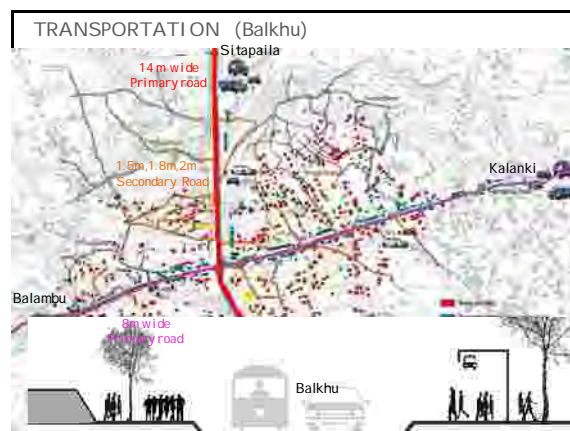 TRANSPORTATION (Balkhu)
Sitapaila
14m wide
Primary road
1.5m,1.8m,2m
Secondary Road
Kalanki
Balambu
8m wide
Primary road
Balkhu